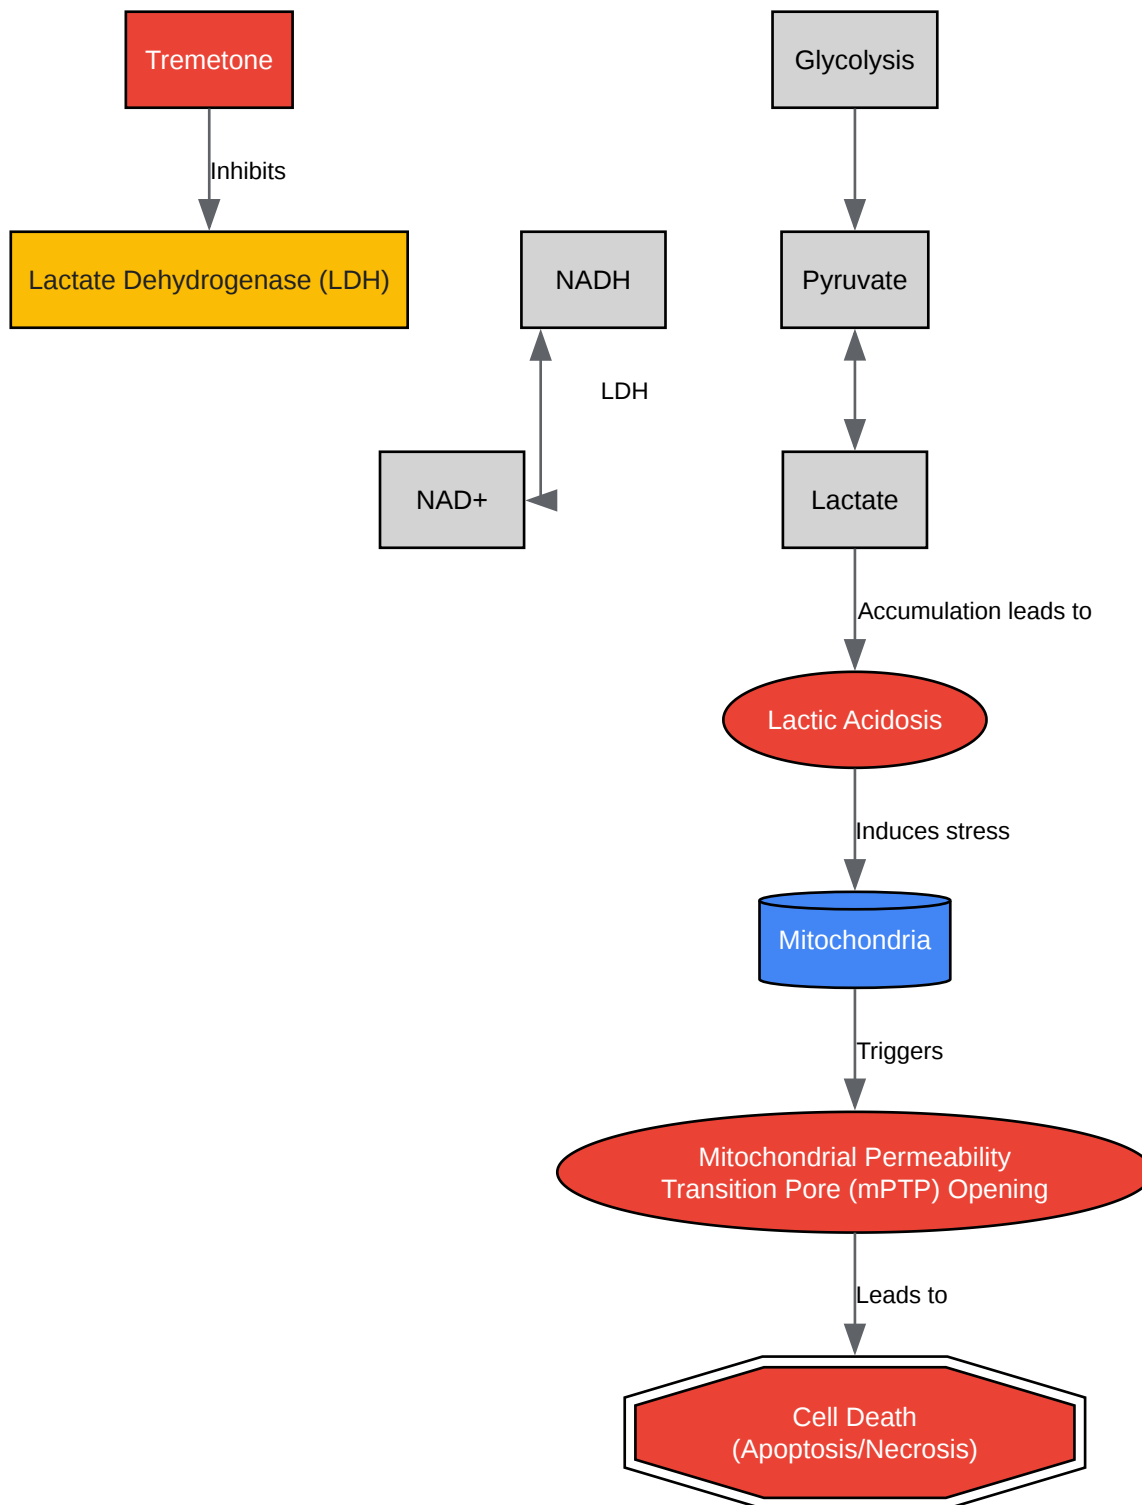 Tremetone
Glycolysis
Inhibits
Lactate Dehydrogenase (LDH)
NADH
Pyruvate
LDH
NAD+
Lactate
Accumulation leads to
Lactic Acidosis
Induces stress
Mitochondria
Triggers
Mitochondrial Permeability
Transition Pore (mPTP) Opening
Leads to
Cell Death
(Apoptosis/Necrosis)